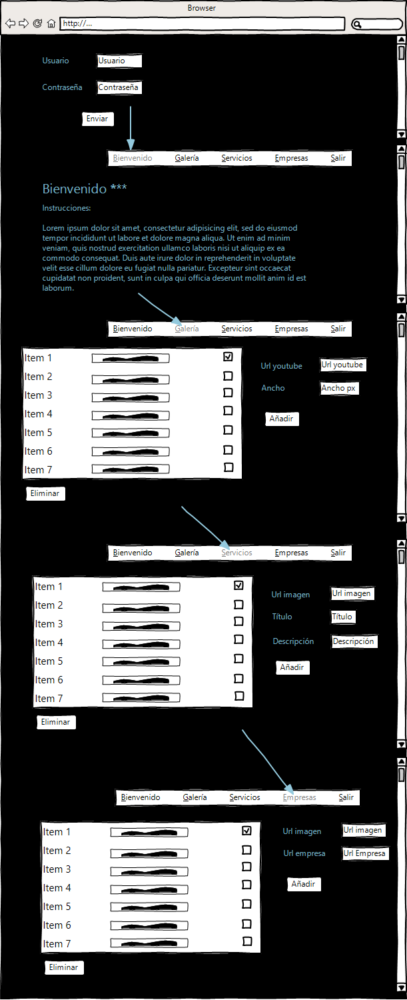 Browser
http://...
Usuario Usuario
Contraseña Contraseña
Enviar
Bienvenido Galería Servicios Empresas Salir
Bienvenido ***
Instrucciones:
Lorem ipsum dolor sit amet, consectetur adipisicing elit, sed do eiusmod
tempor incididunt ut labore et dolore magna aliqua. Ut enim ad minim
veniam, quis nostrud exercitation ullamco laboris nisi ut aliquip ex ea
commodo consequat. Duis aute irure dolor in reprehenderit in voluptate
velit esse cillum dolore eu fugiat nulla pariatur. Excepteur sint occaecat
cupidatat non proident, sunt in culpa qui officia deserunt mollit anim id est
laborum.
Bienvenido Galería Servicios Empresas Salir
Item 1
Item 2
Item 3
Item 4
Item 5
Item 6
Item 7
Url youtube Url youtube
Ancho Ancho px
Añadir
Eliminar
Bienvenido Galería Servicios Empresas Salir
Item 1
Item 2
Item 3
Item 4
Item 5
Item 6
Item 7
Url imagen Url imagen
Título Título
Descripción Descripción
Añadir
Eliminar
Bienvenido Galería Servicios Empresas Salir
Item 1
Item 2
Item 3
Item 4
Item 5
Item 6
Item 7
Url imagen Url imagen
Url empresa Url Empresa
Añadir
Eliminar